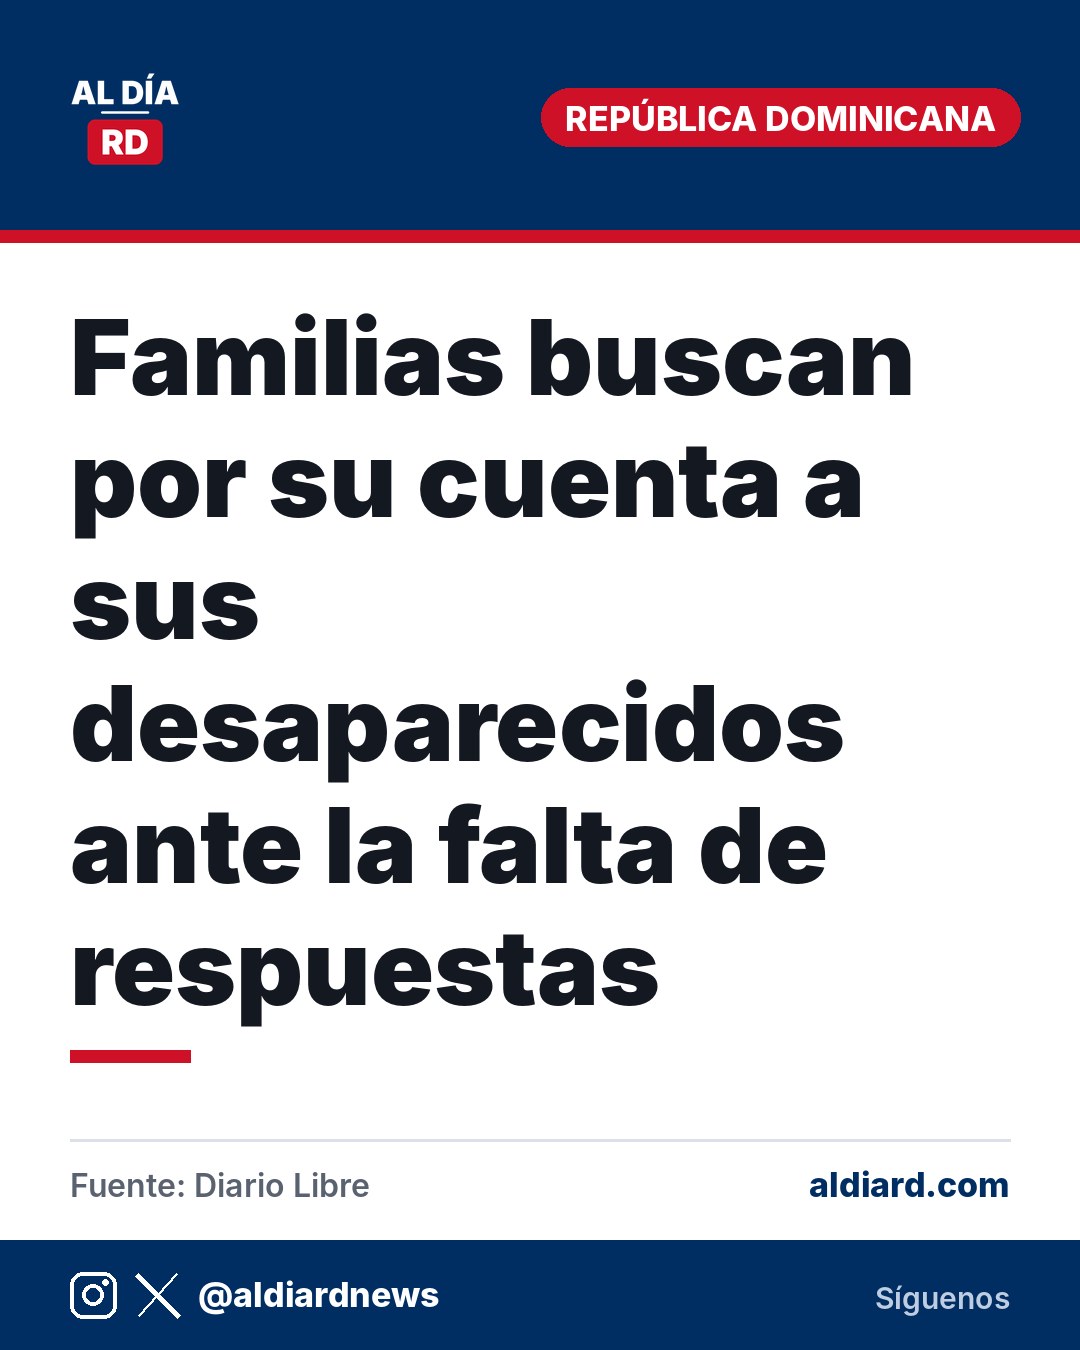 AL DÍA
RD
REPÚBLICA DOMINICANA
Familias buscan
por su cuenta a
sus
desaparecidos
ante la falta de
respuestas
Fuente: Diario Libre
aldiard.com
@aldiardnews
Síguenos